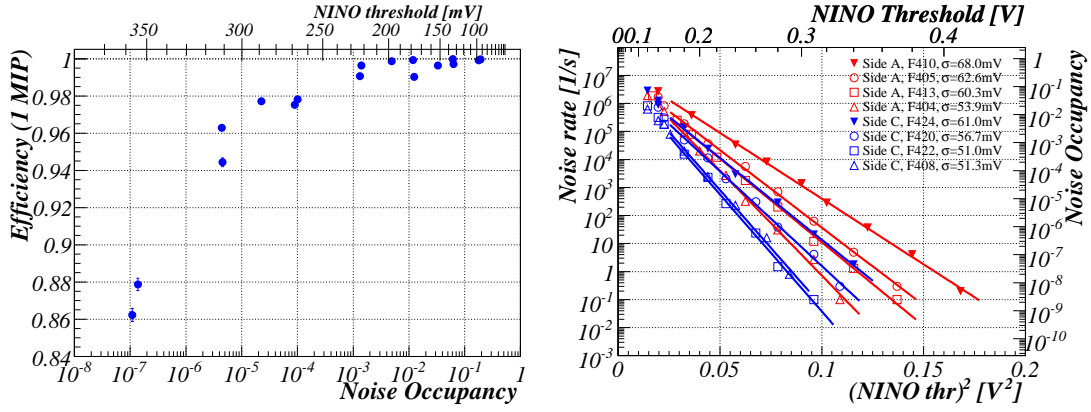 NINO threshold [mV]
350 300 250 200 150 100
Efficiency (1 MIP)
1
0.98
0.96
0.94
0.92
0.9
0.88
0.86
0.84
10^-8 10^-7 10^-6 10^-5 10^-4 10^-3 10^-2 10^-1 1
Noise Occupancy
NINO Threshold [V]
0 0.1 0.2 0.3 0.4
Noise rate [1/s]
10^7
10^6
10^5
10^4
10^3
10^2
10
1
10^-1
10^-2
10^-3
Side A, F410, σ=68.0mV
Side A, F405, σ=62.6mV
Side A, F413, σ=60.3mV
Side A, F404, σ=53.9mV
Side C, F424, σ=61.0mV
Side C, F420, σ=56.7mV
Side C, F422, σ=51.0mV
Side C, F408, σ=51.3mV
1
10^-1
10^-2
10^-3
10^-4
10^-5
10^-6
10^-7
10^-8
10^-9
10^-10
Noise Occupancy
0 0.05 0.1 0.15 0.2
(NINO thr)^2 [V^2]